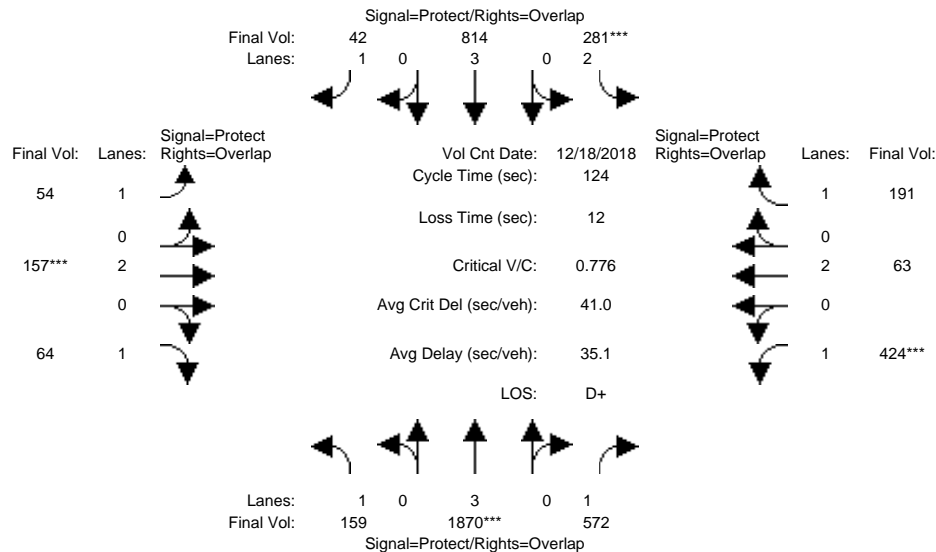 Signal=Protect/Rights=Overlap
Final Vol: 42 814 281***
Lanes: 1 0 3 0 2
Signal=Protect
Final Vol: Lanes: Rights=Overlap
Vol Cnt Date: 12/18/2018
Signal=Protect
Rights=Overlap Lanes: Final Vol:
Cycle Time (sec): 124
54 1
1 191
Loss Time (sec): 12
0
0
157*** 2
Critical V/C: 0.776
2 63
0
Avg Crit Del (sec/veh): 41.0
0
64 1
Avg Delay (sec/veh): 35.1
1 424***
LOS: D+
Lanes: 1 0 3 0 1
Final Vol: 159 1870*** 572
Signal=Protect/Rights=Overlap